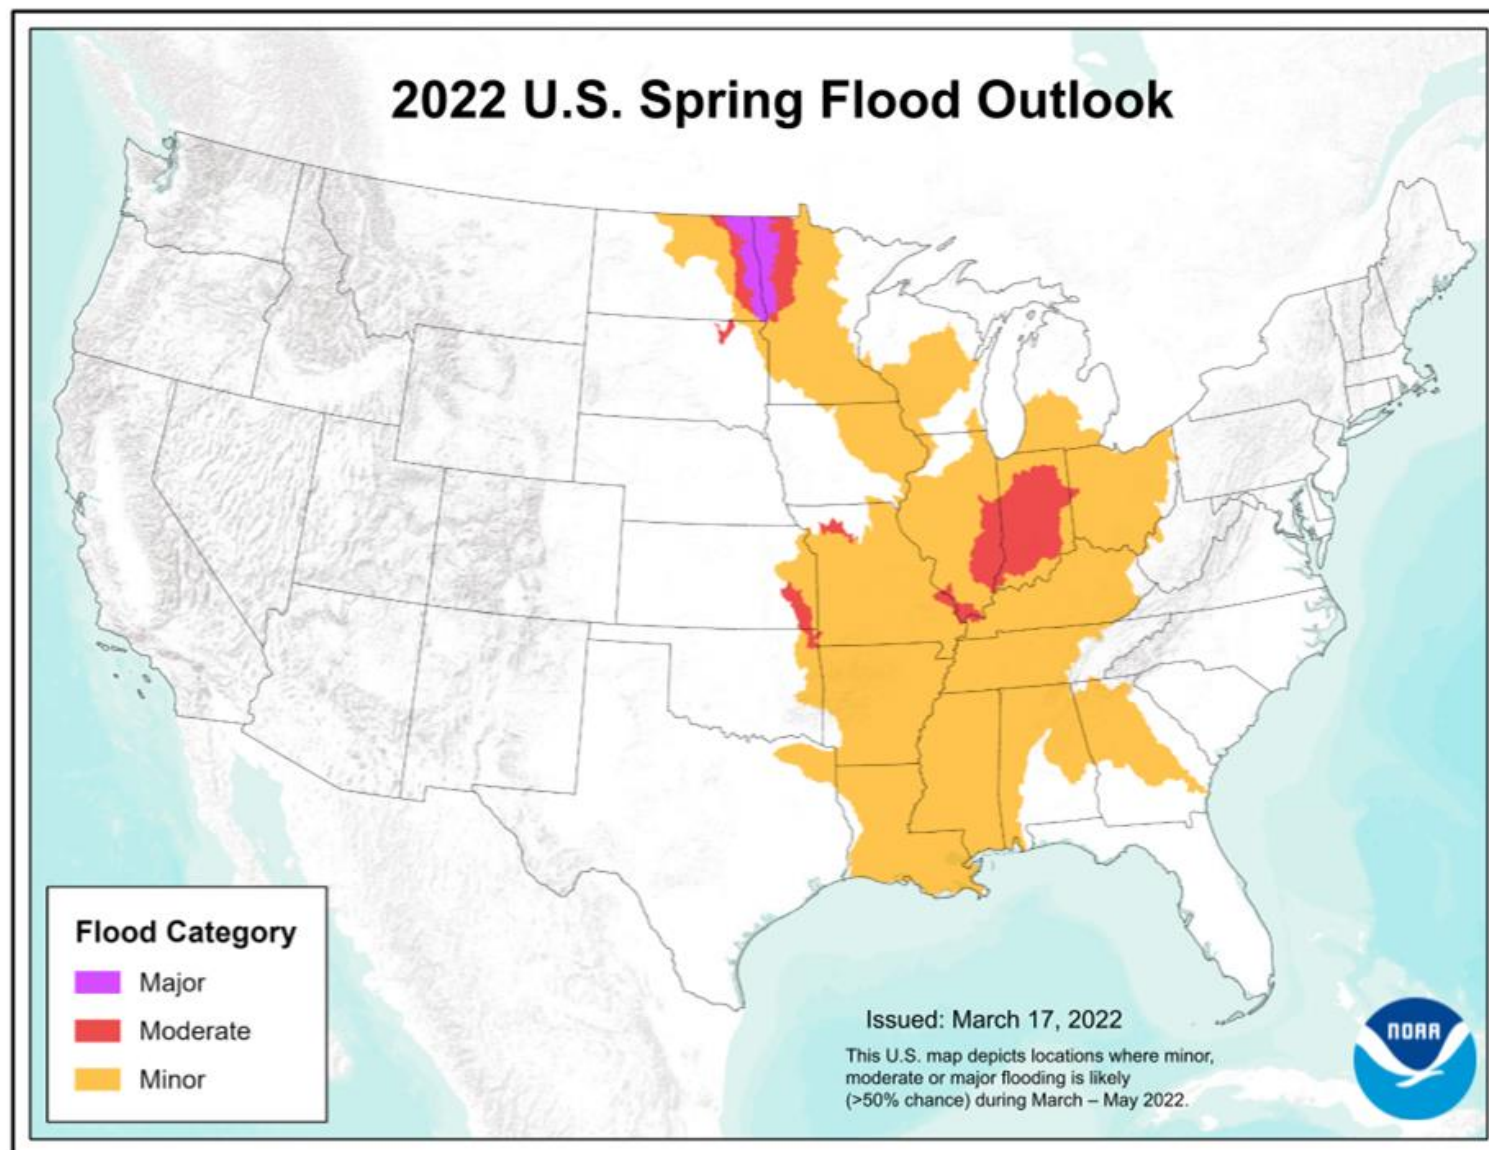 2022 U.S. Spring Flood Outlook
Flood Category
Major
Moderate
Minor
Issued: March 17, 2022
This U.S. map depicts locations where minor,
moderate or major flooding is likely
(>50% chance) during March – May 2022.
NOAA